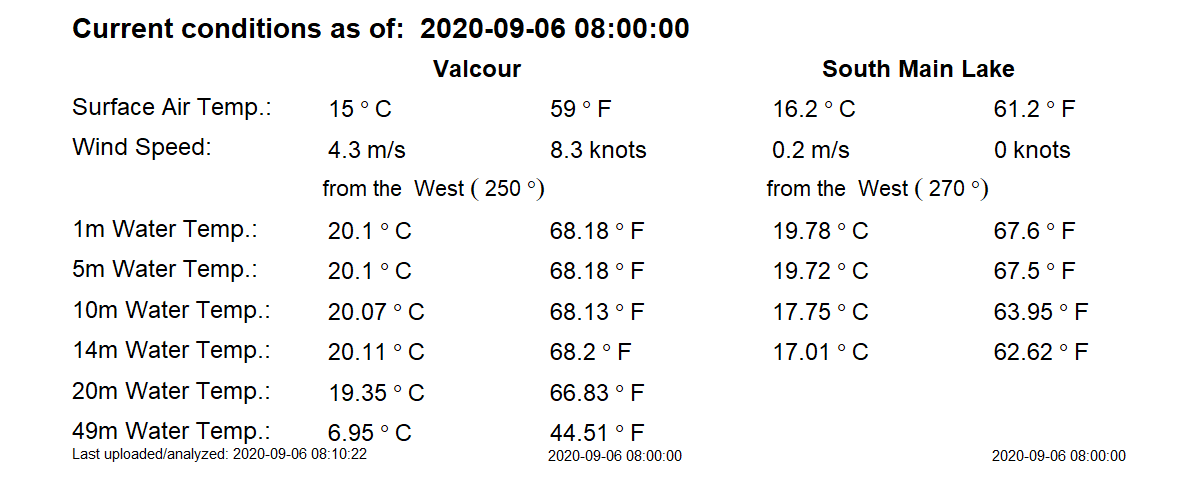 Current conditions as of: 2020-09-06 08:00:00
Valcour South Main Lake
Surface Air Temp.: 15 ° C 59 ° F 16.2 ° C 61.2 ° F
Wind Speed: 4.3 m/s 8.3 knots 0.2 m/s 0 knots
from the West ( 250 °) from the West ( 270 °)
1m Water Temp.: 20.1 ° C 68.18 ° F 19.78 ° C 67.6 ° F
5m Water Temp.: 20.1 ° C 68.18 ° F 19.72 ° C 67.5 ° F
10m Water Temp.: 20.07 ° C 68.13 ° F 17.75 ° C 63.95 ° F
14m Water Temp.: 20.11 ° C 68.2 ° F 17.01 ° C 62.62 ° F
20m Water Temp.: 19.35 ° C 66.83 ° F
49m Water Temp.: 6.95 ° C 44.51 ° F
Last uploaded/analyzed: 2020-09-06 08:10:22 2020-09-06 08:00:00 2020-09-06 08:00:00